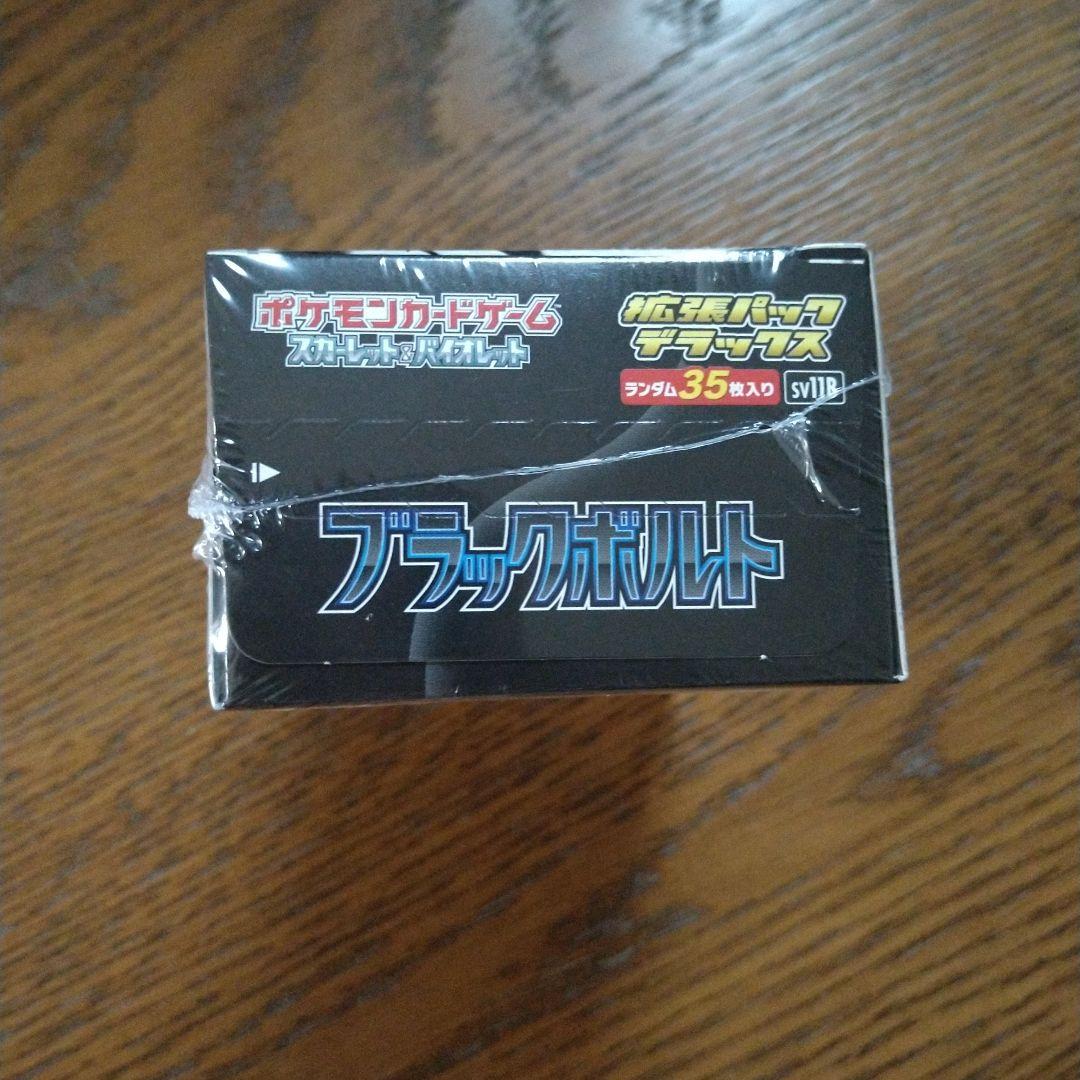 ポケモンカードゲーム™
スカーレット&バイオレット
拡張パック
デラックス
ランダム35枚入り
SV11B
ブラックボルト